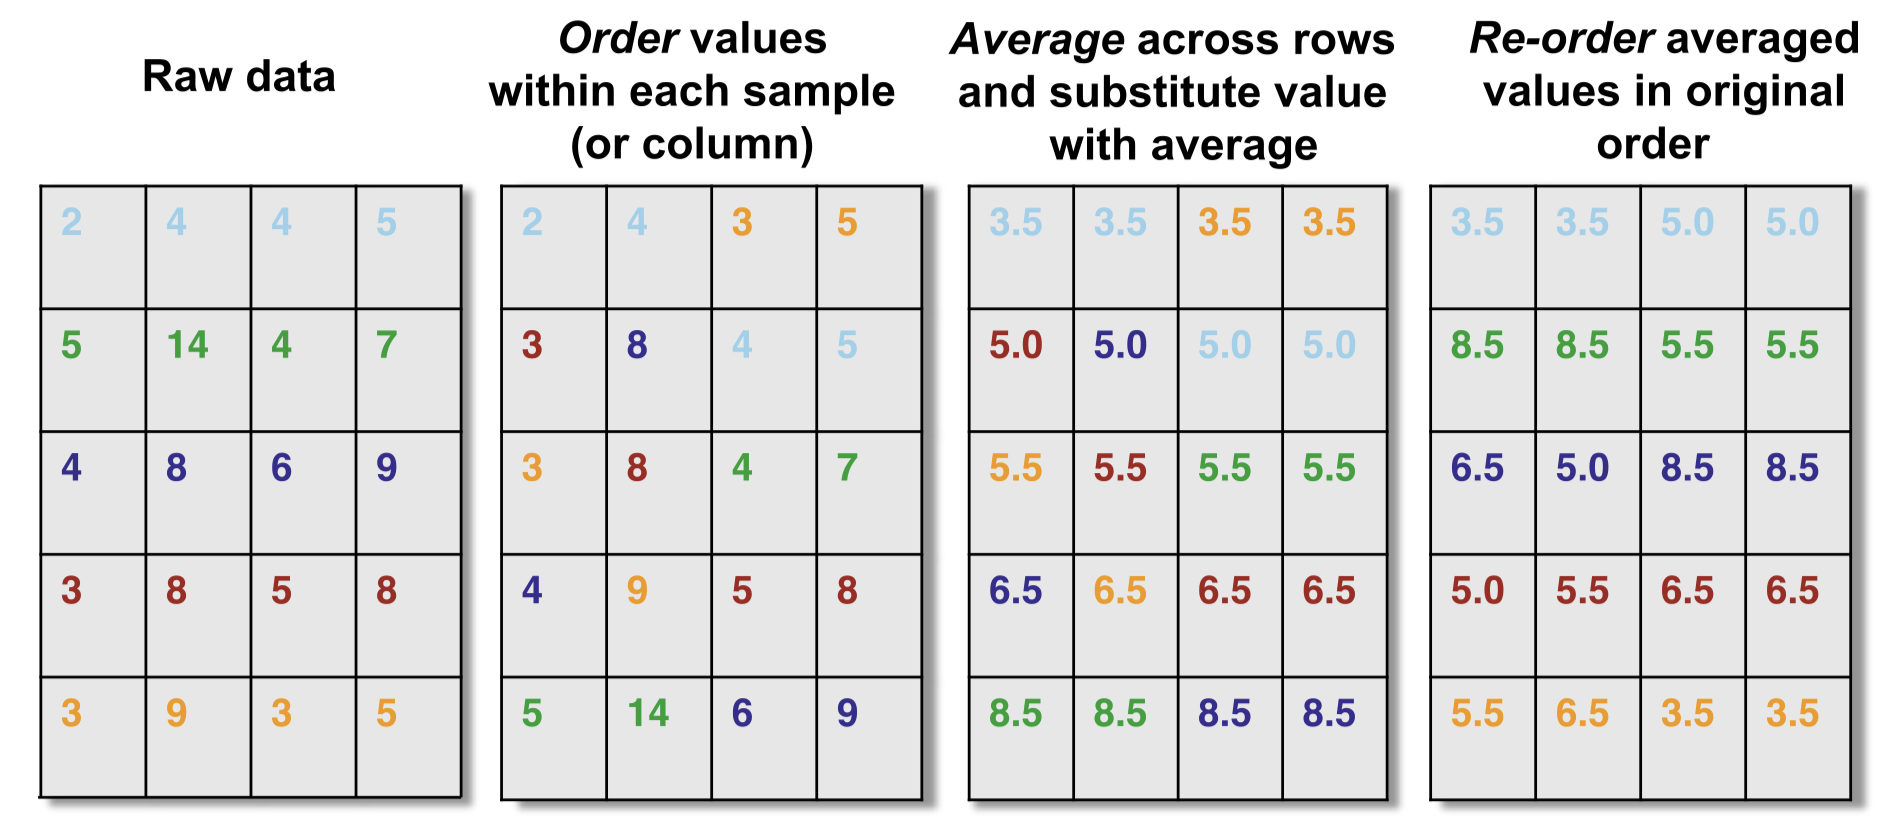 Raw data
2 4 4 5
5 14 4 7
4 8 6 9
3 8 5 8
3 9 3 5
Order values
within each sample
(or column)
2 4 3 5
3 8 4 5
3 8 4 7
4 9 5 8
5 14 6 9
Average across rows
and substitute value
with average
3.5 3.5 3.5 3.5
5.0 5.0 5.0 5.0
5.5 5.5 5.5 5.5
6.5 6.5 6.5 6.5
8.5 8.5 8.5 8.5
Re-order averaged
values in original
order
3.5 3.5 5.0 5.0
8.5 8.5 5.5 5.5
6.5 5.0 8.5 8.5
5.0 5.5 6.5 6.5
5.5 6.5 3.5 3.5